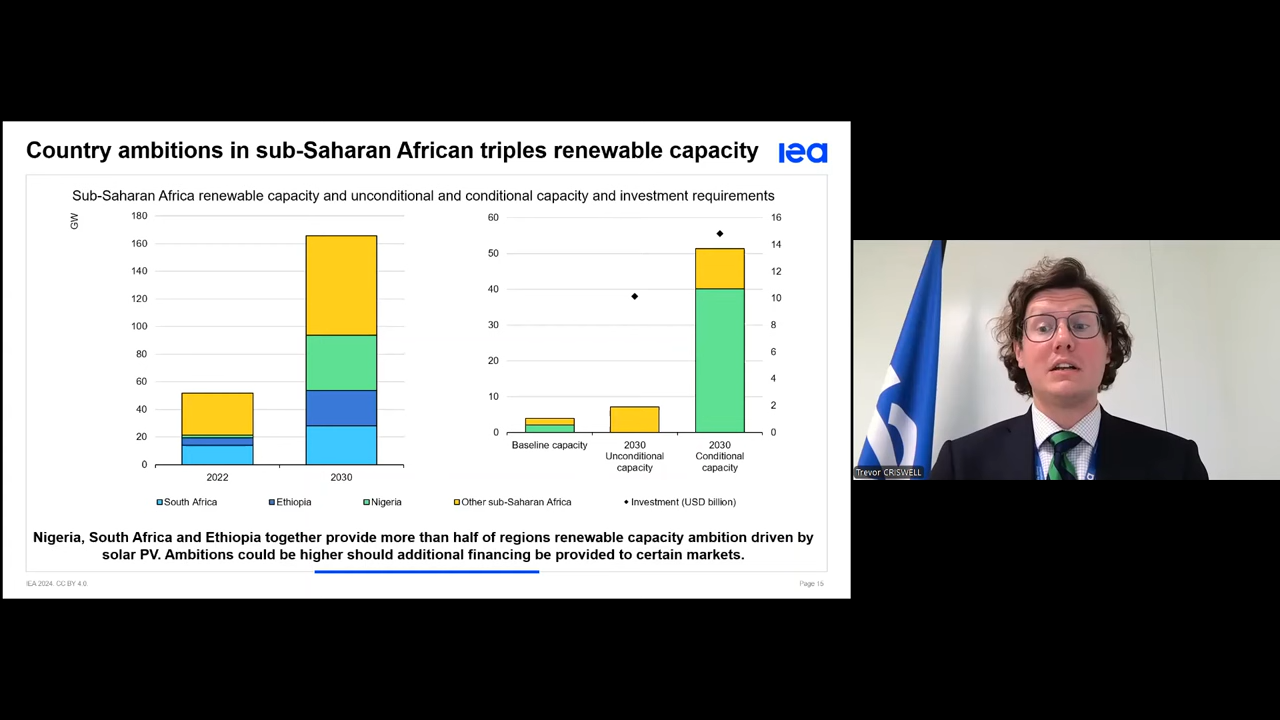 Country ambitions in sub-Saharan African triples renewable capacity
iea
Sub-Saharan Africa renewable capacity and unconditional and conditional capacity and investment requirements
GW
180
160
140
120
100
80
60
40
20
0
2022
2030
60
50
40
30
20
10
0
16
14
12
10
8
6
4
2
0
Baseline capacity
2030
Unconditional
capacity
2030
Conditional
capacity
South Africa
Ethiopia
Nigeria
Other sub-Saharan Africa
Investment (USD billion)
Nigeria, South Africa and Ethiopia together provide more than half of regions renewable capacity ambition driven by
solar PV. Ambitions could be higher should additional financing be provided to certain markets.
IEA 2024. CC BY 4.0.
Page 15
Trevor CRISWELL